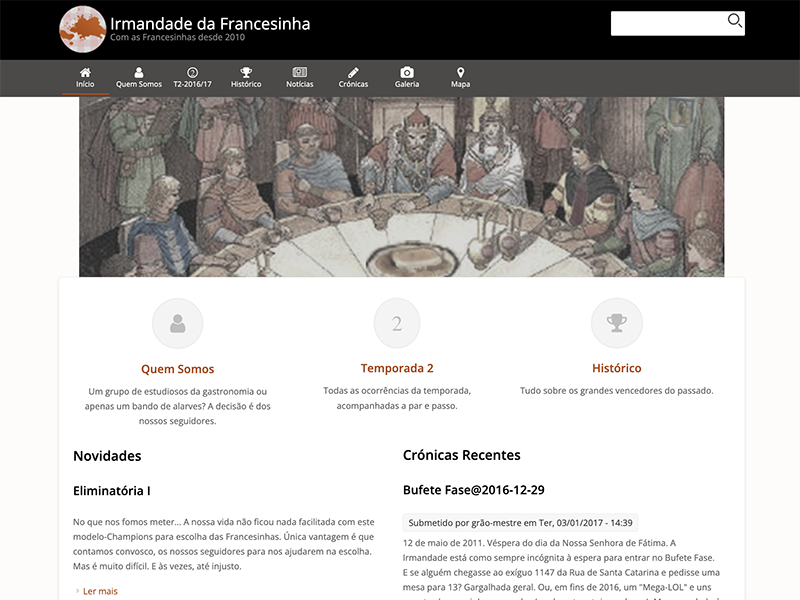 Irmandade da Francesinha
Com as Francesinhas desde 2010
Início
Quem Somos
T2-2016/17
Histórico
Notícias
Crónicas
Galeria
Mapa
2
Quem Somos
Um grupo de estudiosos da gastronomia ou
apenas um bando de alarves? A decisão é dos
nossos seguidores.
Temporada 2
Todas as ocorrências da temporada,
acompanhadas a par e passo.
Histórico
Tudo sobre os grandes vencedores do passado.
Novidades
Eliminatória I
No que nos fomos meter... A nossa vida não ficou nada facilitada com este
modelo-Champions para escolha das Francesinhas. Única vantagem é que
contamos convosco, os nossos seguidores para nos ajudarem na escolha.
Mas é muito difícil. E às vezes, até injusto.
Ler mais
Crónicas Recentes
Bufete Fase@2016-12-29
Submetido por grão-mestre em Ter, 03/01/2017 - 14:39
12 de maio de 2011. Véspera do dia da Nossa Senhora de Fátima. A
Irmandade está como sempre incógnita à espera para entrar no Bufete Fase.
E se alguém chegasse ao exíguo 1147 da Rua de Santa Catarina e pedisse uma
mesa para 13? Gargalhada geral. Ou, em fins de 2016, um "Mega-LOL" e uns